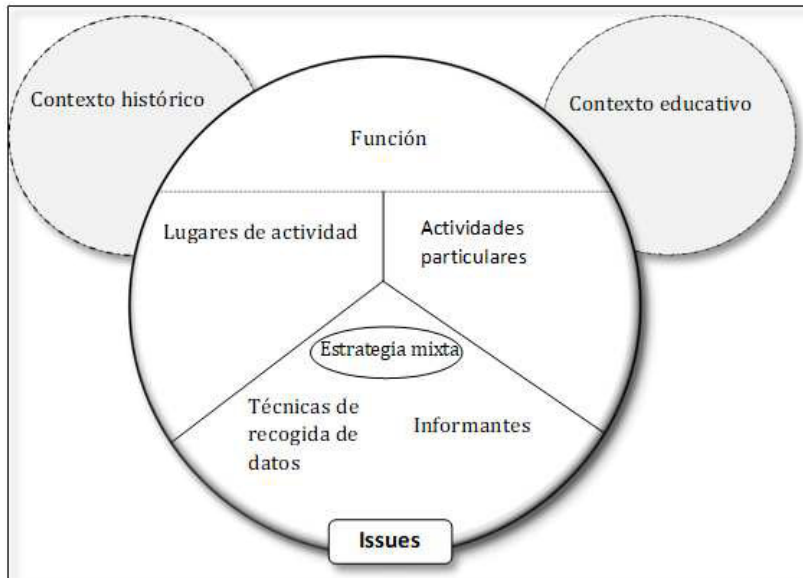 Contexto histórico
Contexto educativo
Función
Lugares de actividad
Actividades
particulares
Estrategia mixta
Técnicas de
recogida de
datos
Informantes
Issues